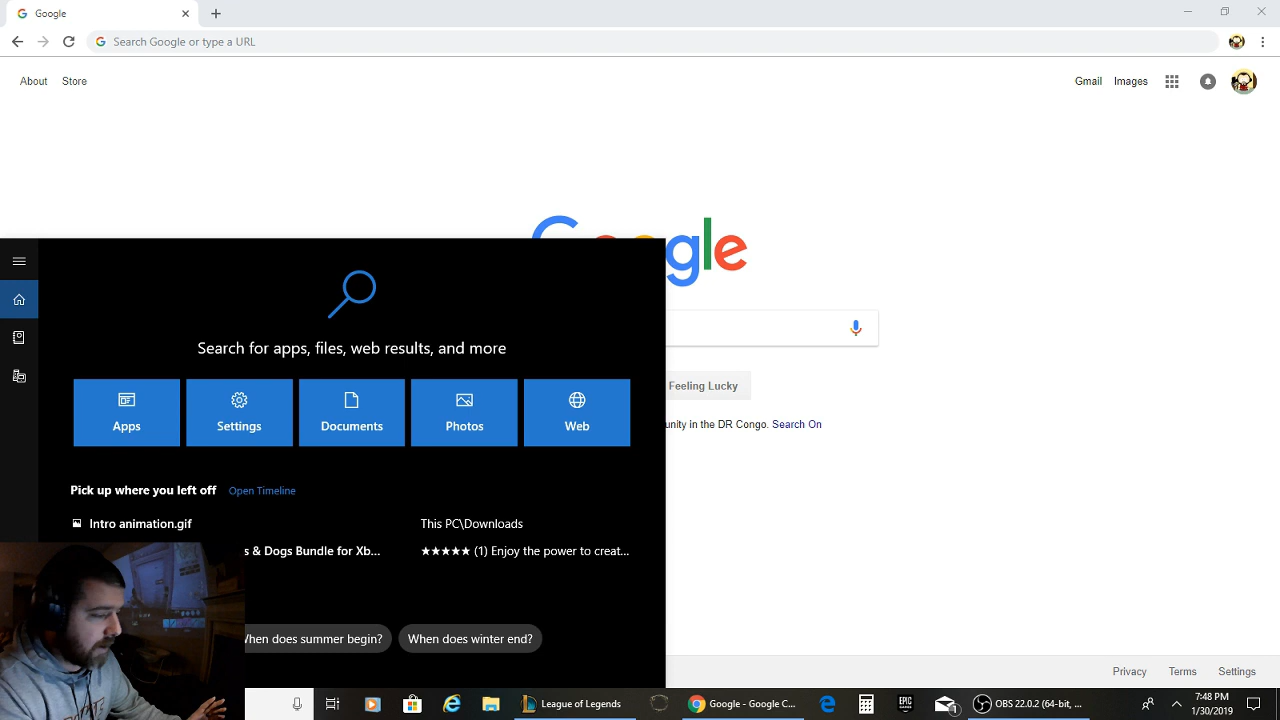 Google
Search Google or type a URL
About Store
Gmail Images
gle
Feeling Lucky
unity in the DR Congo. Search On
Search for apps, files, web results, and more
Apps Settings Documents Photos Web
Pick up where you left off Open Timeline
Intro animation.gif This PC\Downloads
s & Dogs Bundle for Xb... ★★★★★ (1) Enjoy the power to creat...
When does summer begin? When does winter end?
Privacy Terms Settings
League of Legends
Google - Google C...
EPIC GAMES
1
OBS 22.0.2 (64-bit, ...
7:48 PM
1/30/2019